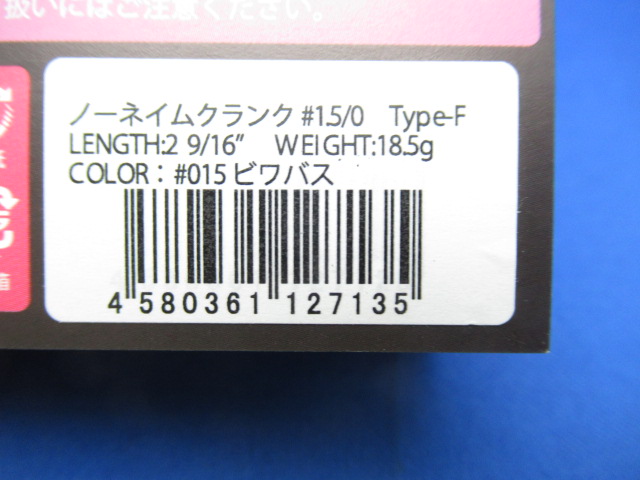 扱いにはご注意ください。
ノーネイムクランク #1.5/0 Type-F
LENGTH:2 9/16” WEIGHT:18.5g
COLOR：#015 ビワバス
4 580361 127135
値